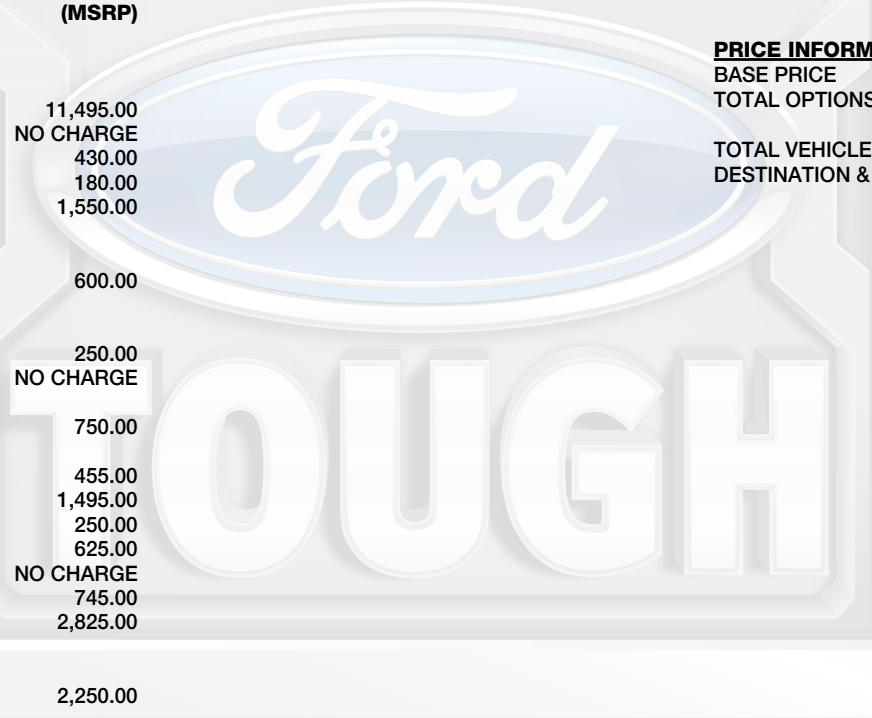 (MSRP)
11,495.00
NO CHARGE
430.00
180.00
1,550.00
600.00
250.00
NO CHARGE
750.00
455.00
1,495.00
250.00
625.00
NO CHARGE
745.00
2,825.00
2,250.00
PRICE
BASE PRICE
TOTAL OPTIONS
TOTAL VEHICLE
DESTINATION &
Ford
TOUGH